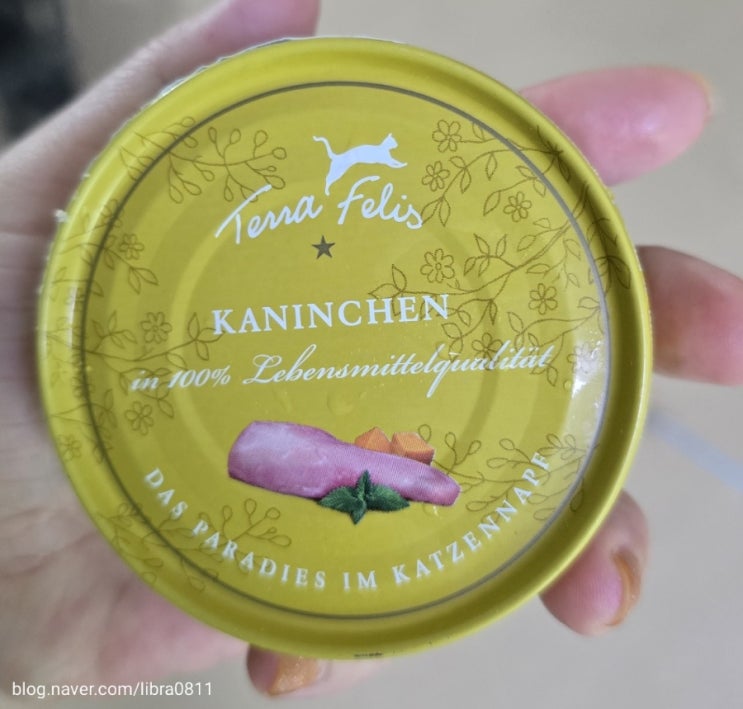 Terra Felis
KANINCHEN
in 100% Lebensmittelqualität
DAS PARADIES IM KATZENNAPF
blog.naver.com/libra0811